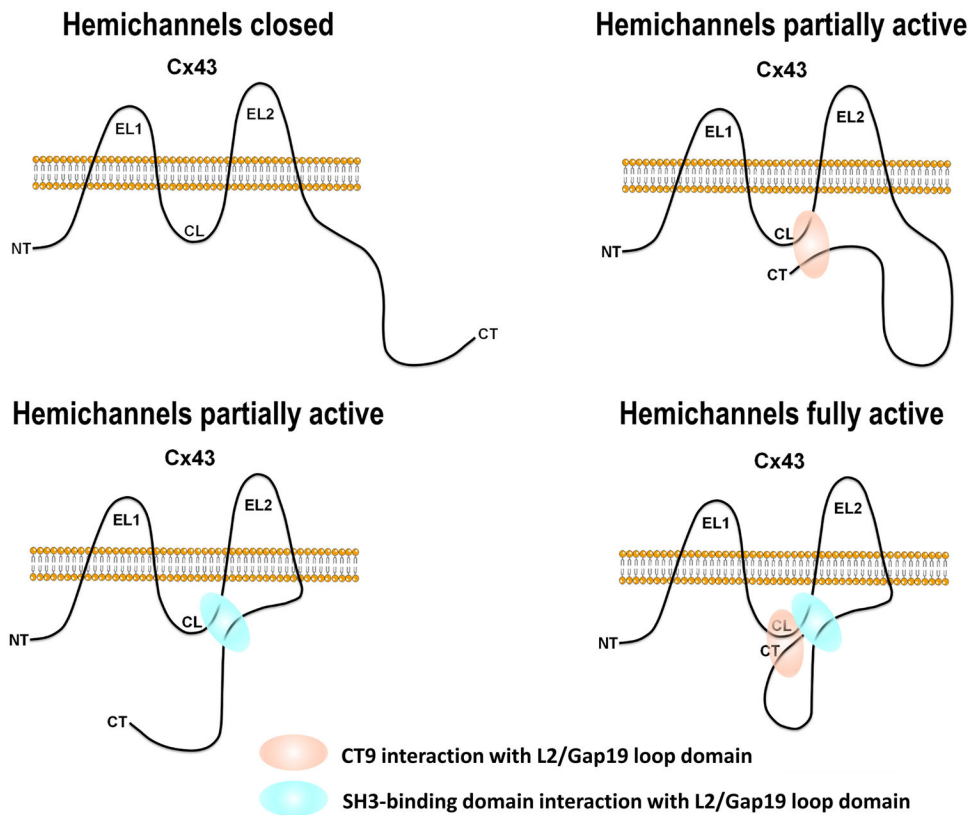 Hemichannels closed
Cx43
EL1
EL2
NT
CL
CT
Hemichannels partially active
Cx43
EL1
EL2
NT
CL
CT
Hemichannels partially active
Cx43
EL1
EL2
NT
CL
CT
Hemichannels fully active
Cx43
EL1
EL2
NT
CL
CT
CT9 interaction with L2/Gap19 loop domain
SH3-binding domain interaction with L2/Gap19 loop domain